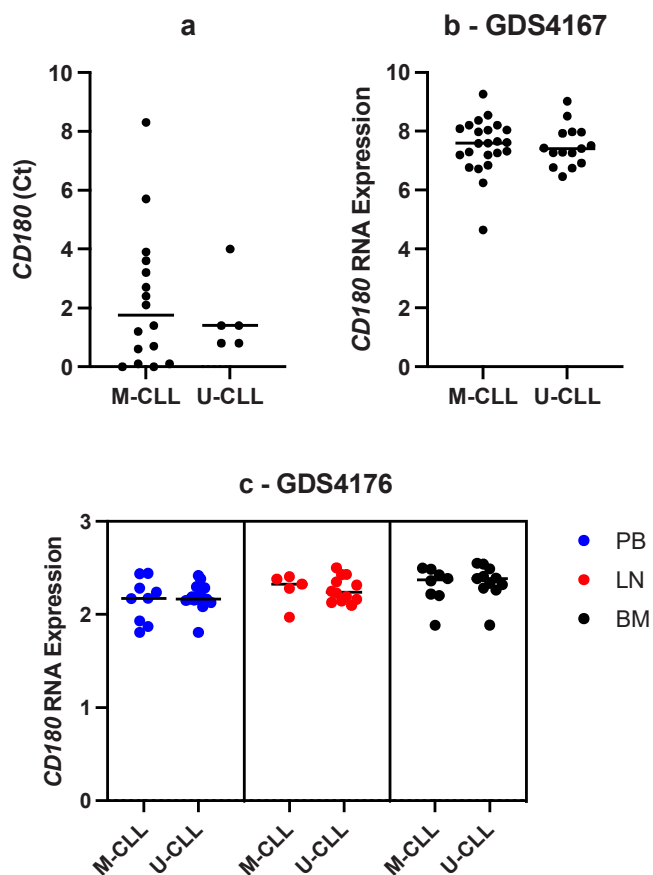 a
CD180 (Ct)
10
8
6
4
2
0
M-CLL U-CLL
b - GDS4167
CD180 RNA Expression
10
8
6
4
2
0
M-CLL U-CLL
c - GDS4176
CD180 RNA Expression
3
2
1
0
M-CLL
U-CLL
M-CLL
U-CLL
M-CLL
U-CLL
PB
LN
BM